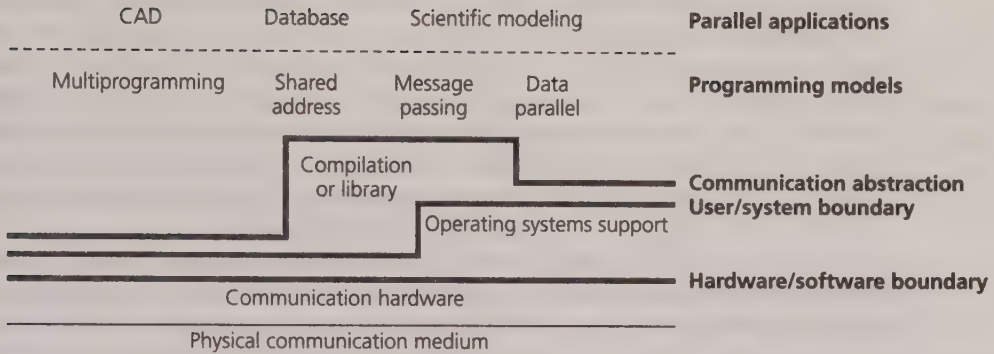 CAD Database Scientific modeling Parallel applications
Multiprogramming Shared address Message passing Data parallel Programming models
Compilation or library
Communication abstraction
User/system boundary
Operating systems support
Hardware/software boundary
Communication hardware
Physical communication medium